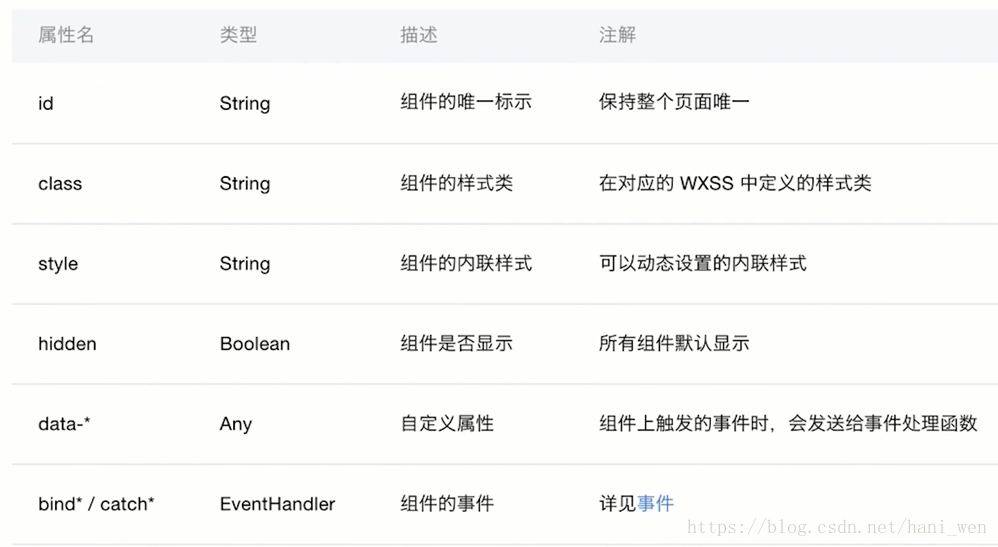 属性名 类型 描述 注解
id String 组件的唯一标示 保持整个页面唯一
class String 组件的样式类 在对应的 WXSS 中定义的样式类
style String 组件的内联样式 可以动态设置的内联样式
hidden Boolean 组件是否显示 所有组件默认显示
data-* Any 自定义属性 组件上触发的事件时，会发送给事件处理函数
bind* / catch* EventHandler 组件的事件 详见事件
https://blog.csdn.net/hani_wen